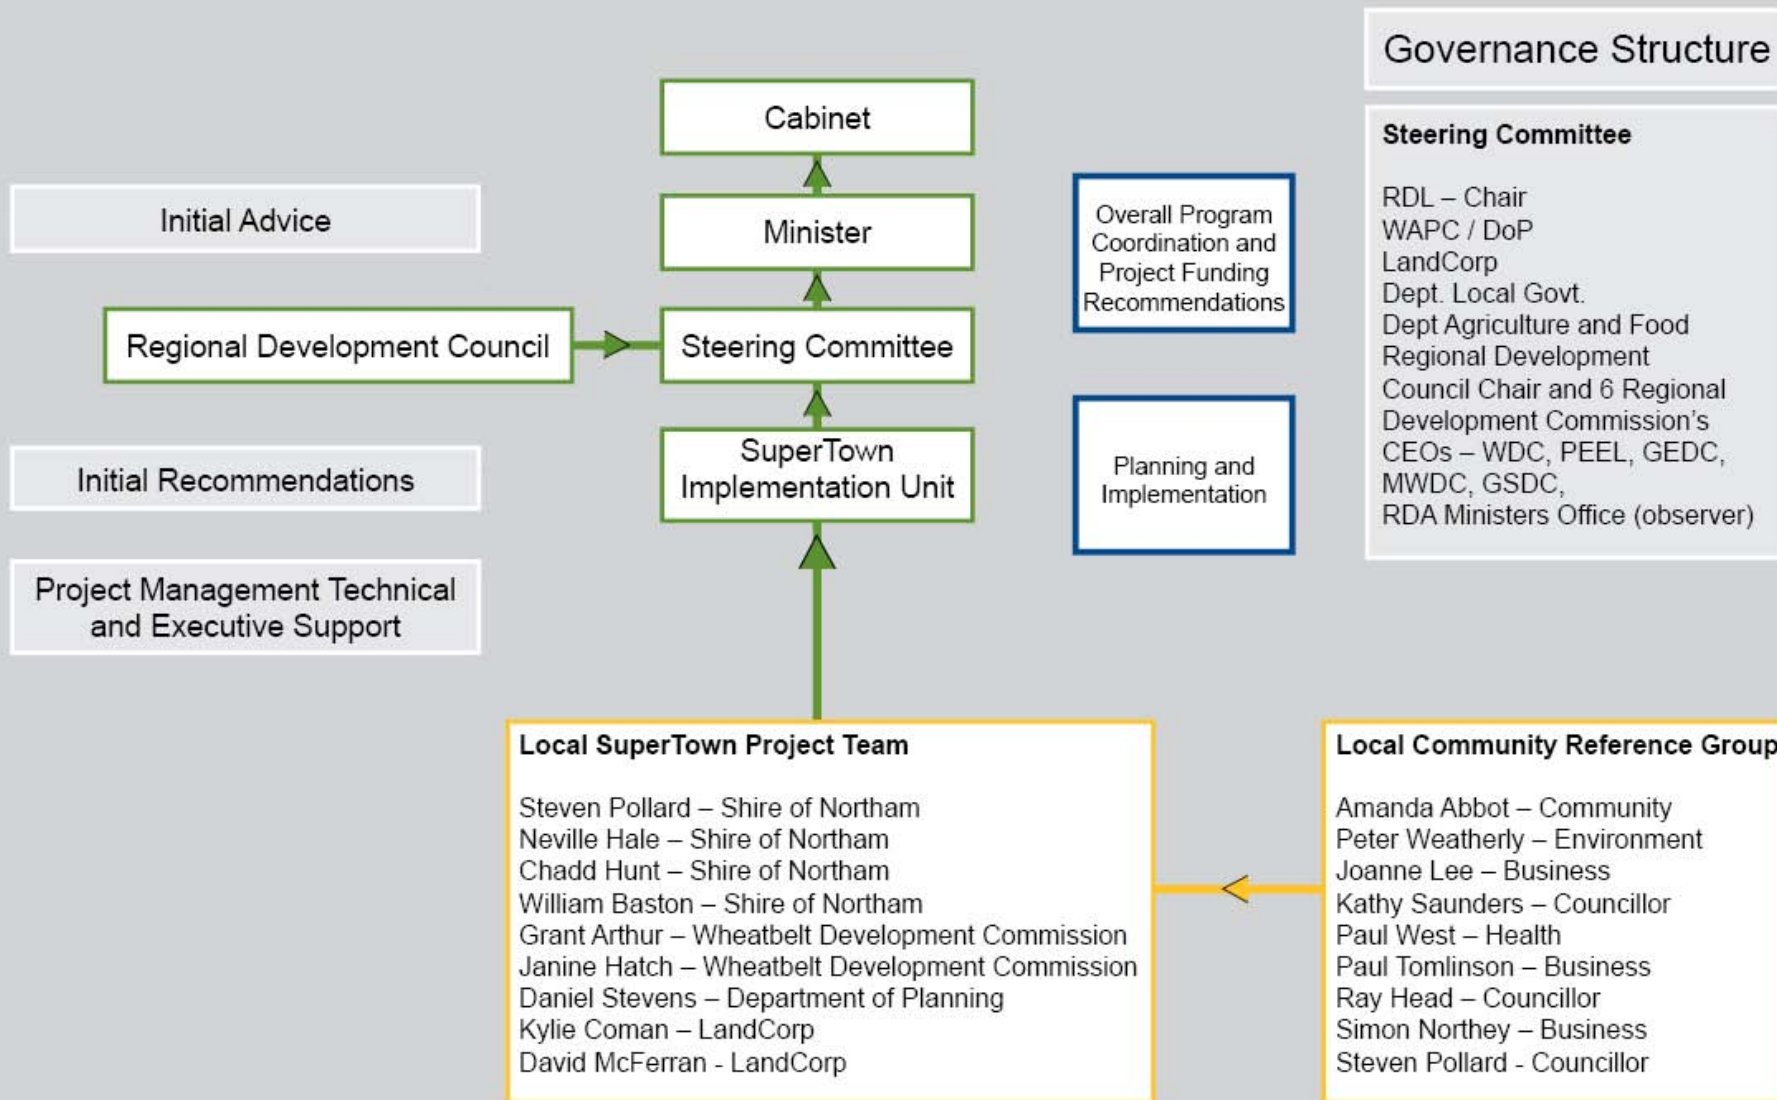 Governance Structure
Cabinet
Initial Advice
Minister
Overall Program
Coordination and
Project Funding
Recommendations
Steering Committee
RDL – Chair
WAPC / DoP
LandCorp
Dept. Local Govt.
Dept Agriculture and Food
Regional Development
Council Chair and 6 Regional
Development Commission’s
CEOs – WDC, PEEL, GEDC,
MWDC, GSDC,
RDA Ministers Office (observer)
Regional Development Council
Steering Committee
Initial Recommendations
SuperTown
Implementation Unit
Planning and
Implementation
Project Management Technical
and Executive Support
Local SuperTown Project Team
Steven Pollard – Shire of Northam
Neville Hale – Shire of Northam
Chadd Hunt – Shire of Northam
William Baston – Shire of Northam
Grant Arthur – Wheatbelt Development Commission
Janine Hatch – Wheatbelt Development Commission
Daniel Stevens – Department of Planning
Kylie Coman – LandCorp
David McFerran - LandCorp
Local Community Reference Group
Amanda Abbot – Community
Peter Weatherly – Environment
Joanne Lee – Business
Kathy Saunders – Councillor
Paul West – Health
Paul Tomlinson – Business
Ray Head – Councillor
Simon Northey – Business
Steven Pollard - Councillor